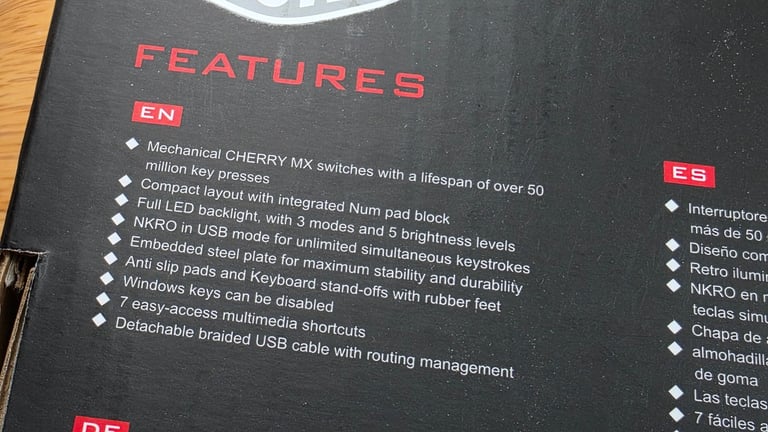 FEATURES
EN
Mechanical CHERRY MX switches with a lifespan of over 50
million key presses
Compact layout with integrated Num pad block
Full LED backlight, with 3 modes and 5 brightness levels
NKRO in USB mode for unlimited simultaneous keystrokes
Embedded steel plate for maximum stability and durability
Anti slip pads and Keyboard stand-offs with rubber feet
Windows keys can be disabled
7 easy-access multimedia shortcuts
Detachable braided USB cable with routing management
ES
Interruptore
más de 50
Diseño com
Retro ilumin
NKRO en
teclas simu
Chapa de
almohadilla
de goma
Las teclas
7 fáciles a
DE